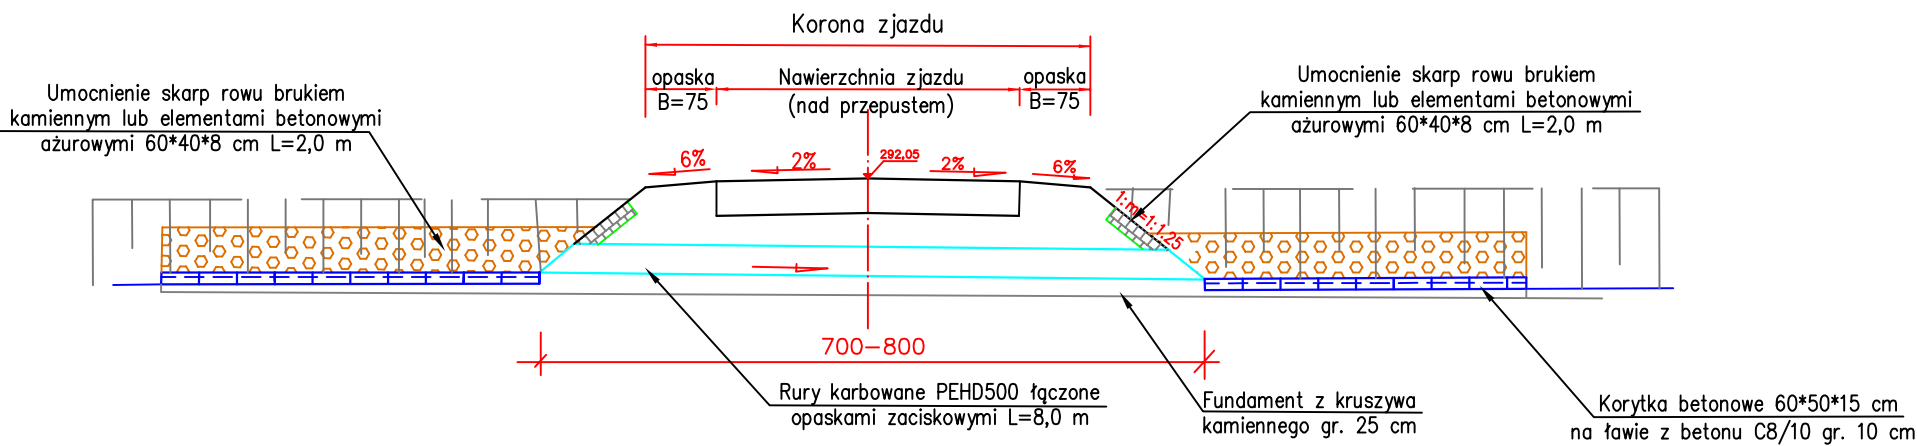 Korona zjazdu
opaska
B=75
Nawierzchnia zjazdu
(nad przepustem)
opaska
B=75
Umocnienie skarp rowu brukiem
kamiennym lub elementami betonowymi
ażurowymi 60*40*8 cm L=2,0 m
Umocnienie skarp rowu brukiem
kamiennym lub elementami betonowymi
ażurowymi 60*40*8 cm L=2,0 m
6%
2%
292,05
2%
6%
1:m=1:1,25
700-800
Rury karbowane PEHD500 łączone
opaskami zaciskowymi L=8,0 m
Fundament z kruszywa
kamiennego gr. 25 cm
Korytka betonowe 60*50*15 cm
na ławie z betonu C8/10 gr. 10 cm